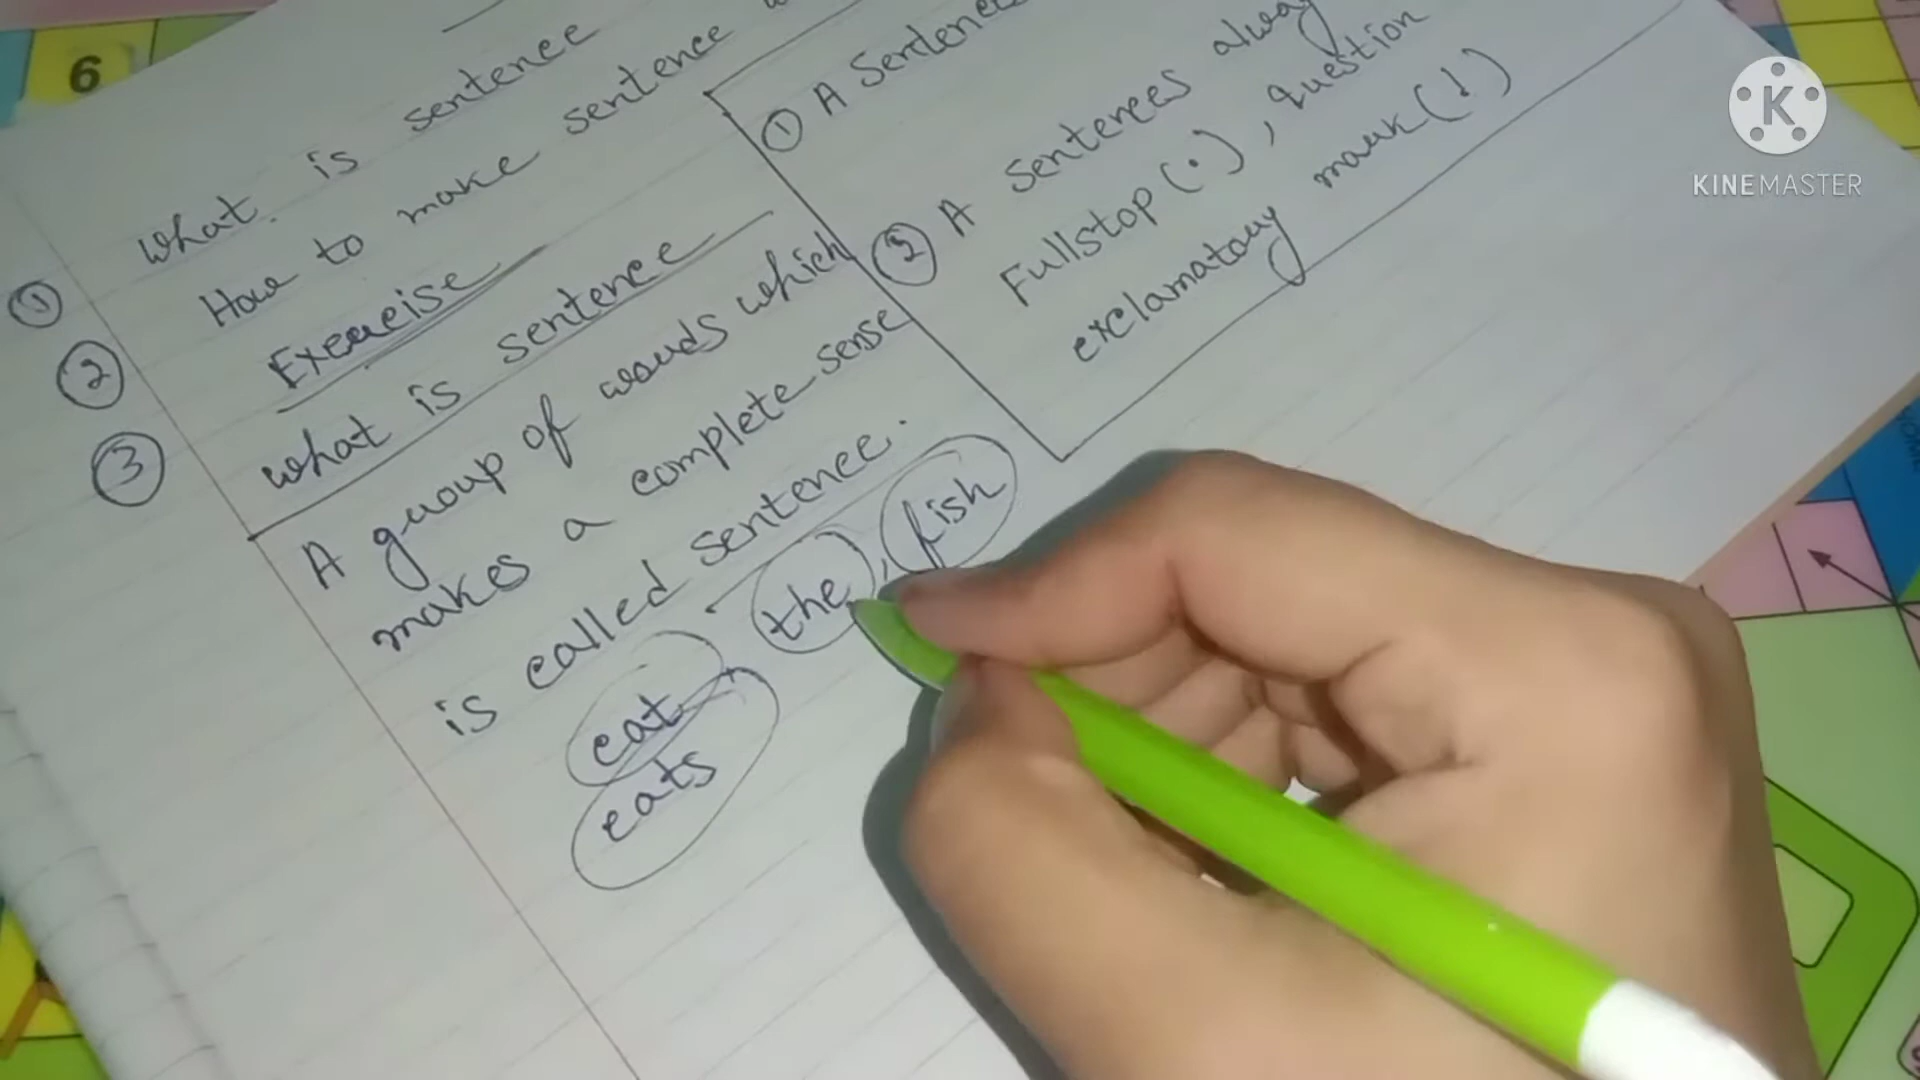 6
① What is sentence
② How to make sentence
③ Exercise
What is sentence
A group of words which
makes a complete sense
is called sentence.
cat, the, fish
eats
① A Sentence
② A sentences alway
Fullstop (.), question
exclamatory mark (!)
K
KINEMASTER